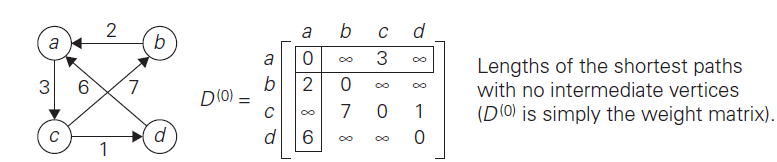 2
a
b
3
6
7
c
d
1
D(0) =
a b c d
a 0 ∞ 3 ∞
b 2 0 ∞ ∞
c ∞ 7 0 1
d 6 ∞ ∞ 0
Lengths of the shortest paths
with no intermediate vertices
(D(0) is simply the weight matrix).